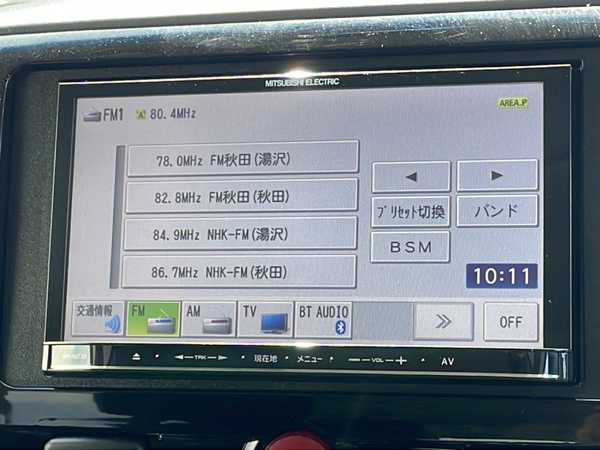 MITSUBISHI ELECTRIC
FM1 80.4MHz
AREA.P
78.0MHz FM秋田(湯沢)
82.8MHz FM秋田(秋田)
84.9MHz NHK-FM(湯沢)
86.7MHz NHK-FM(秋田)
◀ ▶
プリセット切換 バンド
BSM
10:11
交通情報 FM AM TV BT AUDIO >> OFF
TRK 現在地 メニュー − VOL + AV